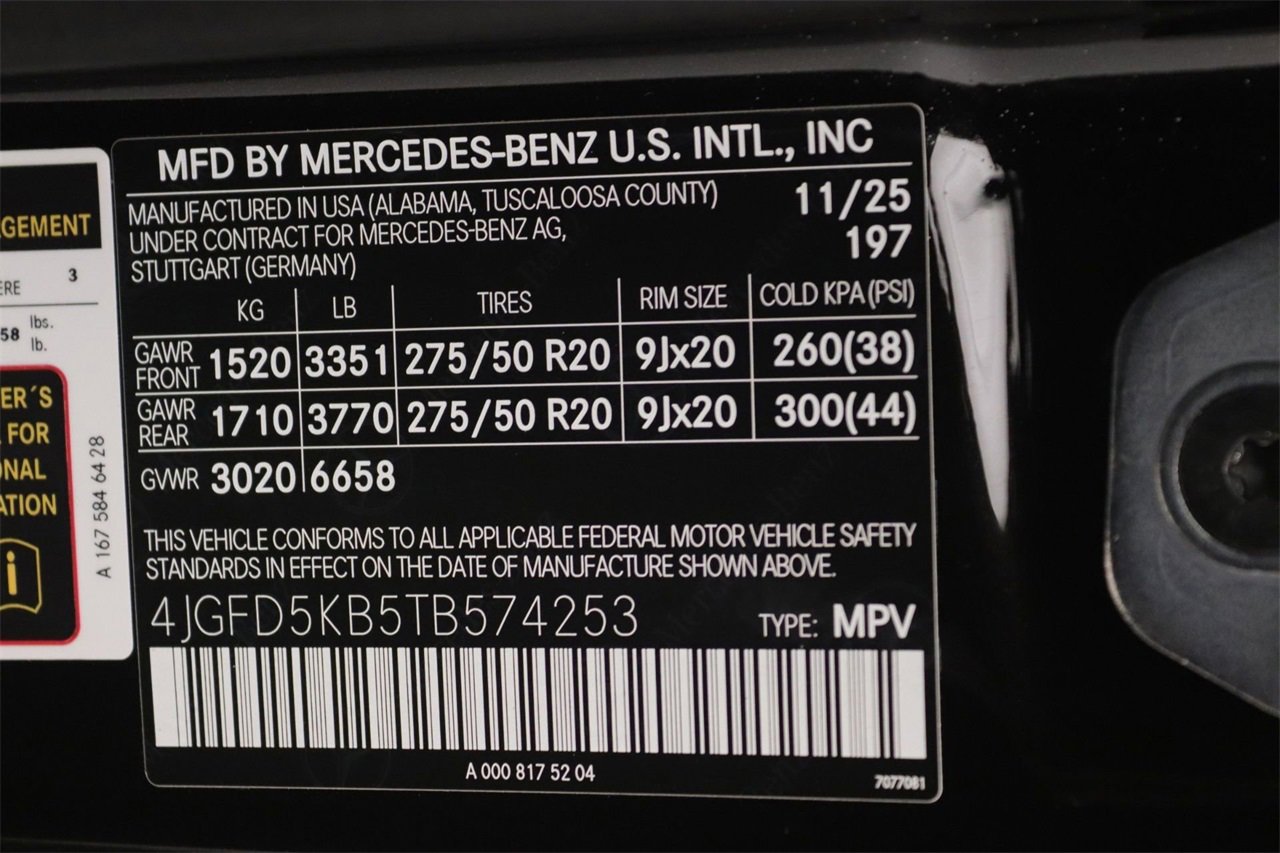 GEMENT
ERE 3
58 lbs.
lb.
ER´S
FOR
NAL
ATION
i
A 167 584 64 28
MFD BY MERCEDES-BENZ U.S. INTL., INC
MANUFACTURED IN USA (ALABAMA, TUSCALOOSA COUNTY) 11/25
UNDER CONTRACT FOR MERCEDES-BENZ AG, 197
STUTTGART (GERMANY)
KG LB TIRES RIM SIZE COLD KPA (PSI)
GAWR FRONT 1520 3351 275/50 R20 9Jx20 260(38)
GAWR REAR 1710 3770 275/50 R20 9Jx20 300(44)
GVWR 3020 6658
THIS VEHICLE CONFORMS TO ALL APPLICABLE FEDERAL MOTOR VEHICLE SAFETY
STANDARDS IN EFFECT ON THE DATE OF MANUFACTURE SHOWN ABOVE.
4JGFD5KB5TB574253 TYPE: MPV
A 000 817 52 04
7077081